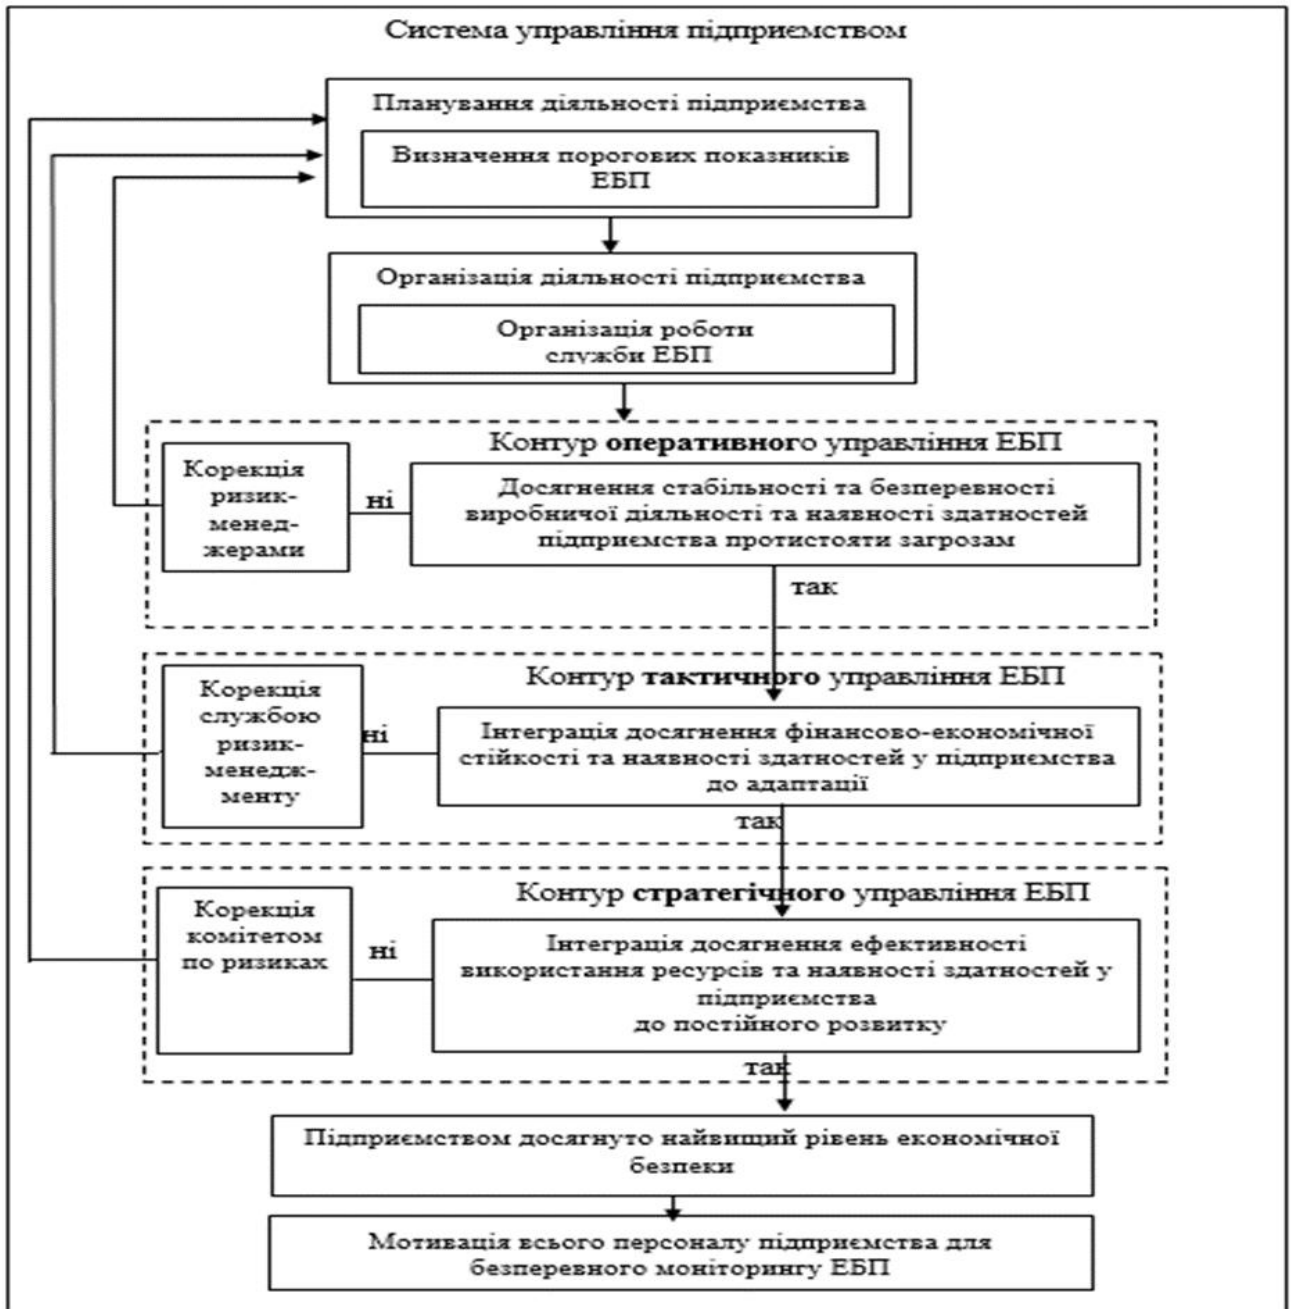 Система управління підприємством
Планування діяльності підприємства
Визначення порогових показників
ЕБП
Організація діяльності підприємства
Організація роботи
служби ЕБП
Контур оперативного управління ЕБП
Корекція
ризик-
менед-
жерами
ні
Досягнення стабільності та безперевності
виробничої діяльності та наявності здатностей
підприємства протистояти загрозам
так
Контур тактичного управління ЕБП
Корекція
службою
ризик-
менедж-
менту
ні
Інтеграція досягнення фінансово-економічної
стійкості та наявності здатностей у підприємства
до адаптації
так
Контур стратегічного управління ЕБП
Корекція
комітетом
по ризиках
ні
Інтеграція досягнення ефективності
використання ресурсів та наявності здатностей у
підприємства
до постійного розвитку
так
Підприємством досягнуто найвищий рівень економічної
безпеки
Мотивація всього персоналу підприємства для
безперевного моніторингу ЕБП